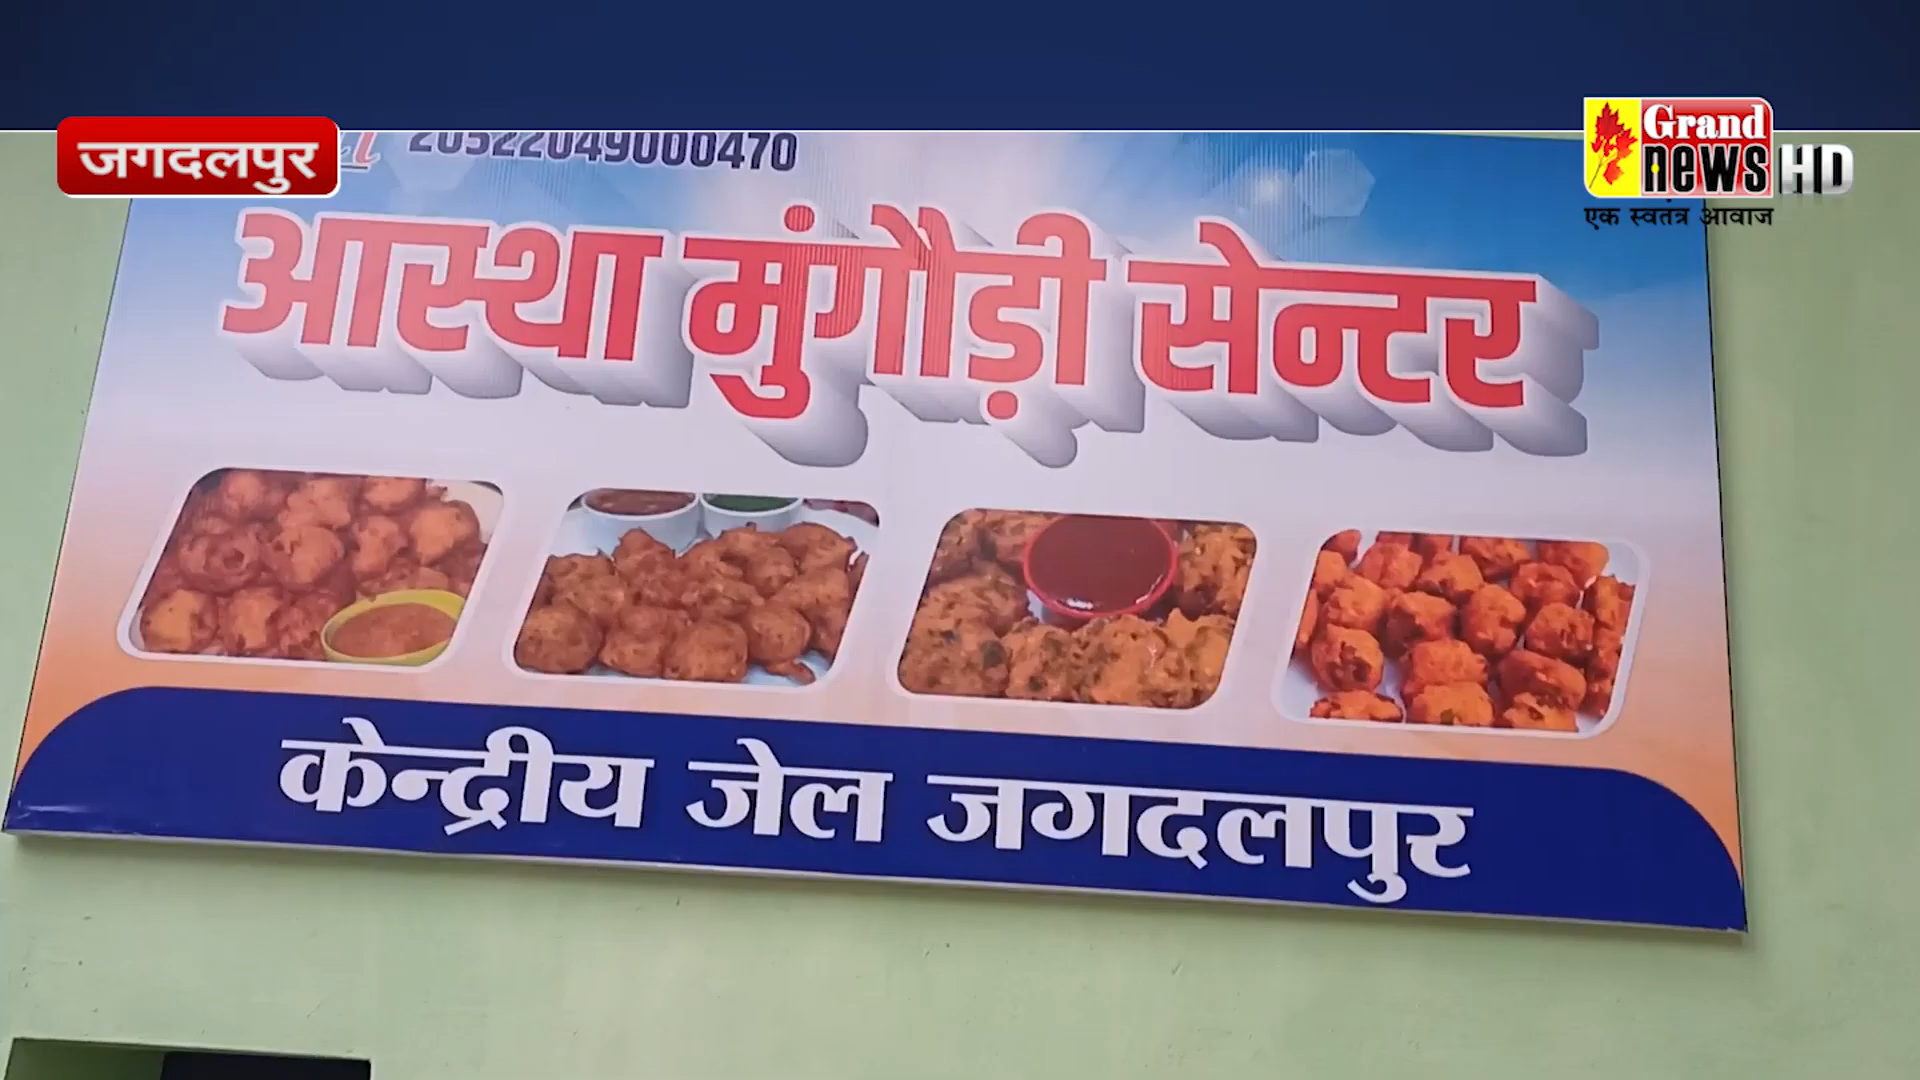 जगदलपुर
20522049000470
Grand
news HD
एक स्वतंत्र आवाज
आस्था मुंगौड़ी सेन्टर
केन्द्रीय जेल जगदलपुर